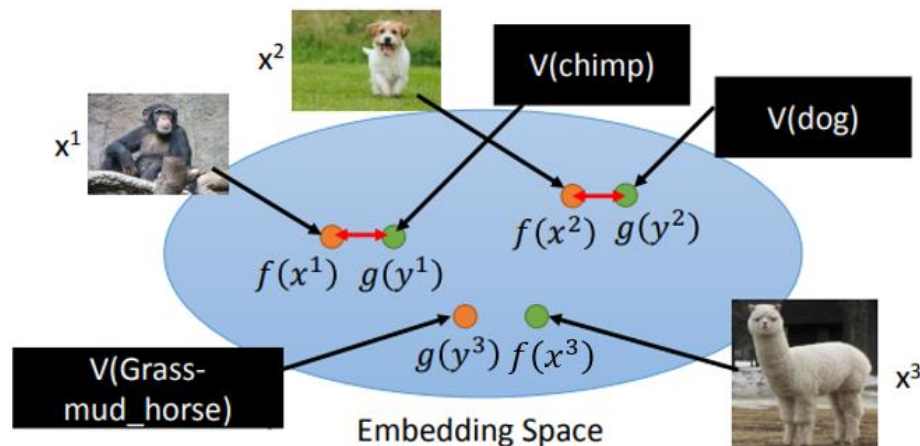 x²
V(chimp)
x¹
V(dog)
f(x²) g(y²)
f(x¹) g(y¹)
g(y³) f(x³)
V(Grass-
mud_horse)
x³
Embedding Space